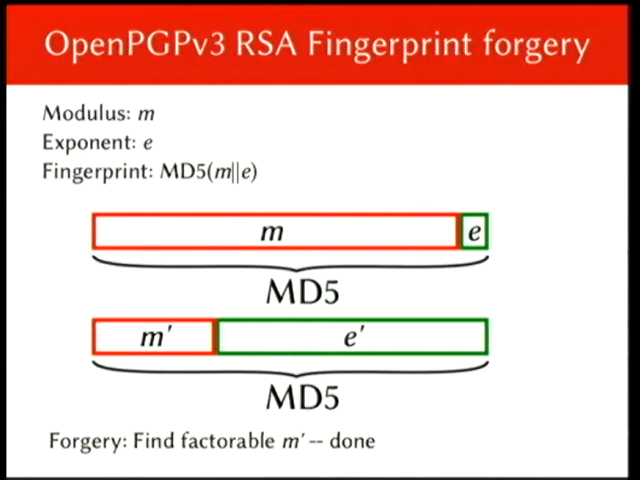 OpenPGPv3 RSA Fingerprint forgery
Modulus: m
Exponent: e
Fingerprint: MD5(m||e)
m e
MD5
m′ e′
MD5
Forgery: Find factorable m′ -- done